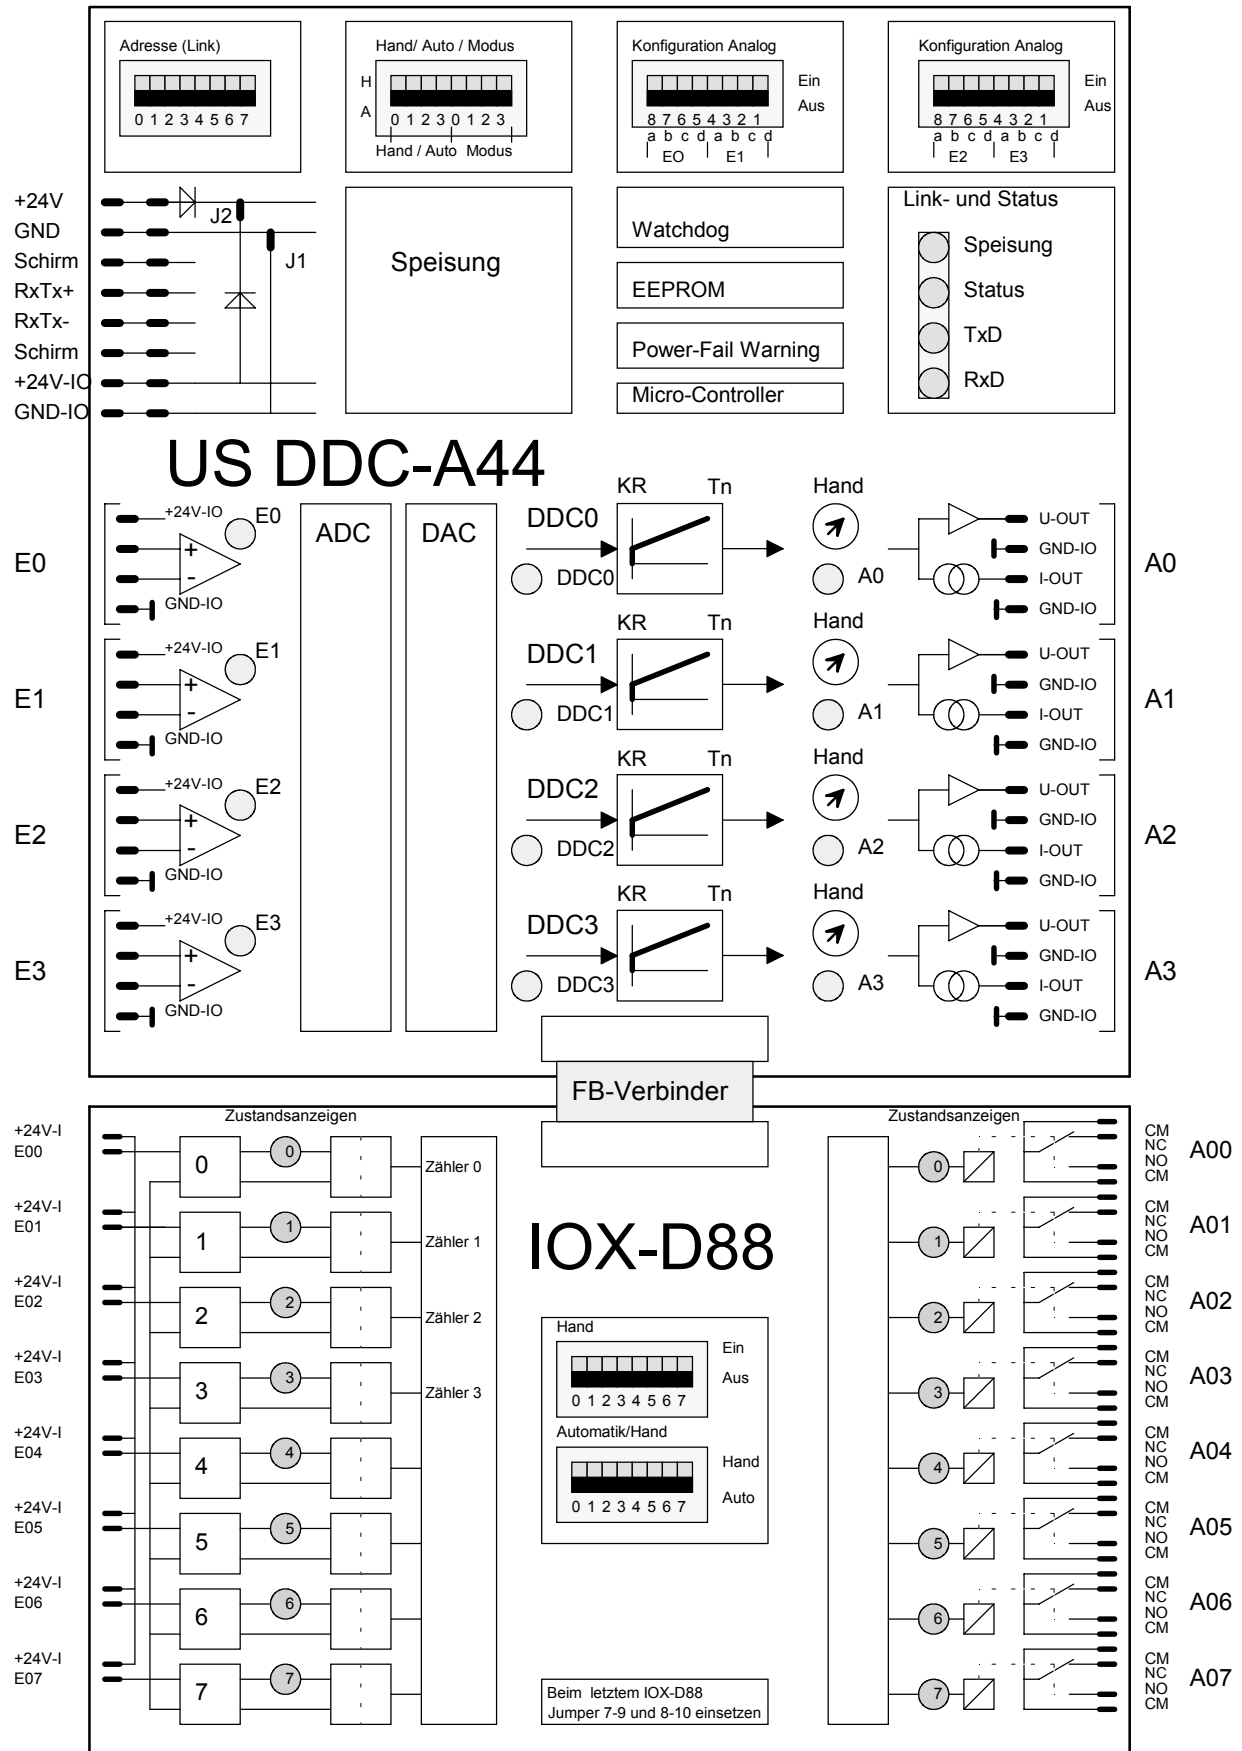 Adresse (Link)
0 1 2 3 4 5 6 7
Hand/ Auto / Modus
H
A
0 1 2 3 0 1 2 3
Hand / Auto Modus
Konfiguration Analog
Ein
Aus
8 7 6 5 4 3 2 1
a b c d a b c d
EO E1
Konfiguration Analog
Ein
Aus
8 7 6 5 4 3 2 1
a b c d a b c d
E2 E3
+24V
GND
Schirm
RxTx+
RxTx-
Schirm
+24V-IO
GND-IO
J2
J1
Speisung
Watchdog
EEPROM
Power-Fail Warning
Micro-Controller
Link- und Status
Speisung
Status
TxD
RxD
US DDC-A44
ADC
DAC
E0
+24V-IO
E0
+
-
GND-IO
DDC0
DDC0
KR Tn
Hand
A0
U-OUT
GND-IO
I-OUT
GND-IO
A0
E1
+24V-IO
E1
+
-
GND-IO
DDC1
DDC1
KR Tn
Hand
A1
U-OUT
GND-IO
I-OUT
GND-IO
A1
E2
+24V-IO
E2
+
-
GND-IO
DDC2
DDC2
KR Tn
Hand
A2
U-OUT
GND-IO
I-OUT
GND-IO
A2
E3
+24V-IO
E3
+
-
GND-IO
DDC3
DDC3
KR Tn
Hand
A3
U-OUT
GND-IO
I-OUT
GND-IO
A3
FB-Verbinder
Zustandsanzeigen
+24V-I
E00
0
0
Zähler 0
+24V-I
E01
1
1
Zähler 1
+24V-I
E02
2
2
Zähler 2
+24V-I
E03
3
3
Zähler 3
+24V-I
E04
4
4
+24V-I
E05
5
5
+24V-I
E06
6
6
+24V-I
E07
7
7
IOX-D88
Hand
Ein
Aus
0 1 2 3 4 5 6 7
Automatik/Hand
Hand
Auto
0 1 2 3 4 5 6 7
Beim letztem IOX-D88
Jumper 7-9 und 8-10 einsetzen
Zustandsanzeigen
0
CM
NC
NO
CM
A00
1
CM
NC
NO
CM
A01
2
CM
NC
NO
CM
A02
3
CM
NC
NO
CM
A03
4
CM
NC
NO
CM
A04
5
CM
NC
NO
CM
A05
6
CM
NC
NO
CM
A06
7
CM
NC
NO
CM
A07